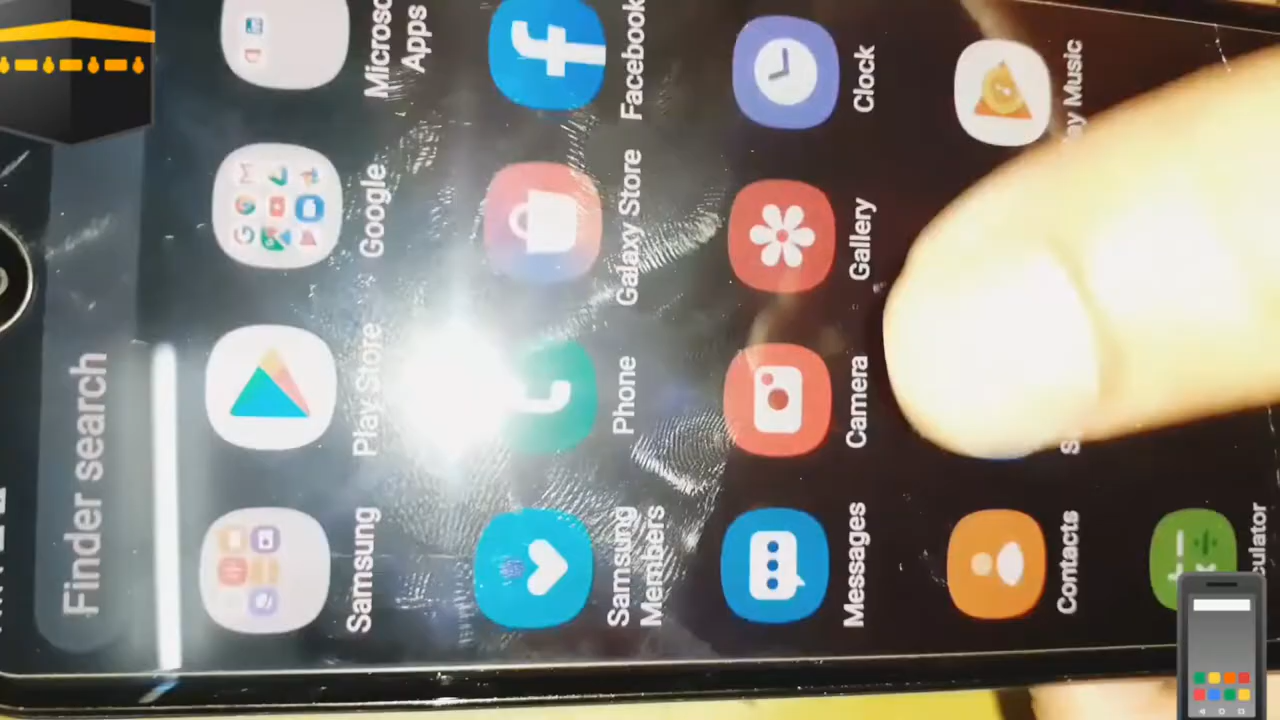 Finder search
Samsung
Play Store
Google
Microsoft
Apps
Samsung
Members
Phone
Galaxy Store
Facebook
Messages
Camera
Gallery
Clock
Contacts